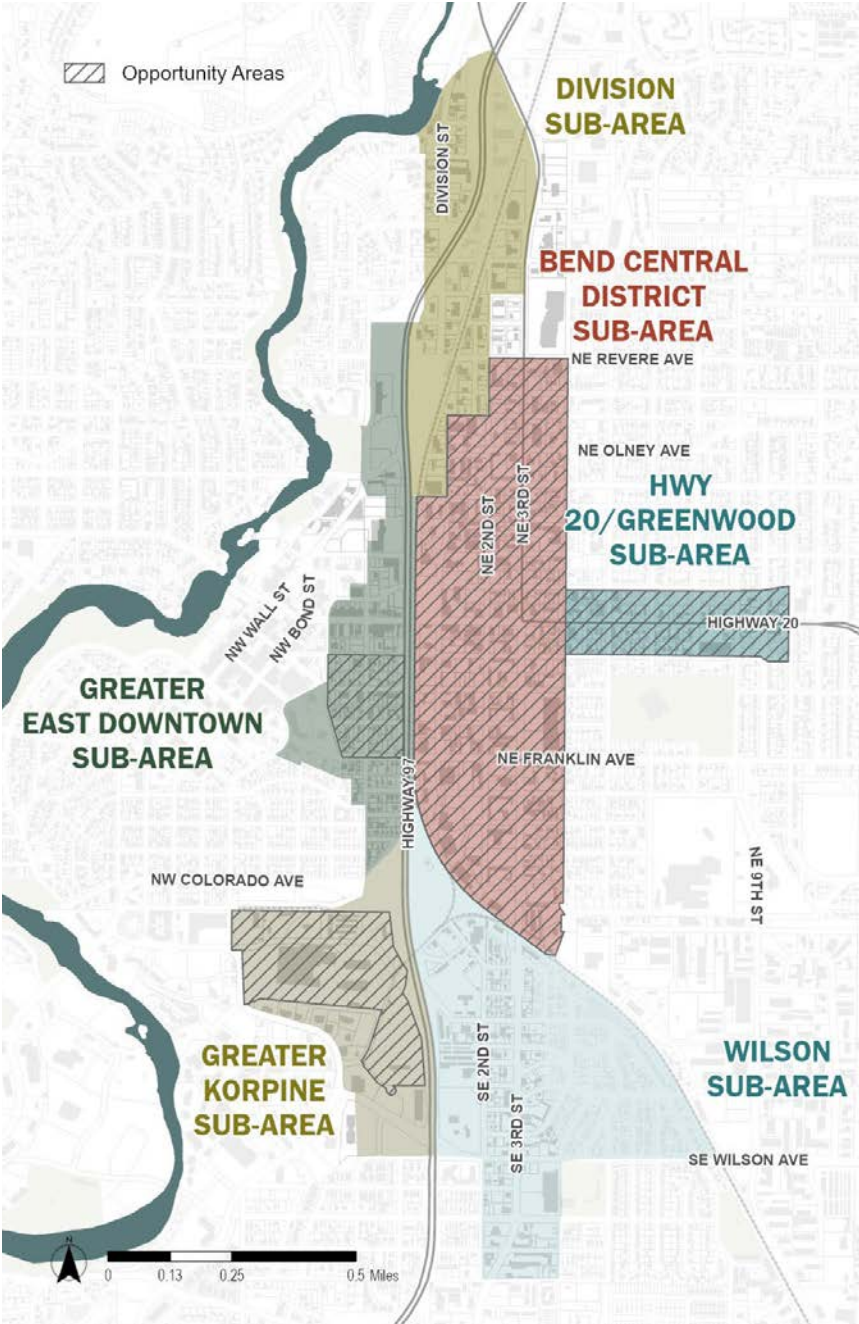 Opportunity Areas
DIVISION
SUB-AREA
DIVISION ST
BEND CENTRAL
DISTRICT
SUB-AREA
NE REVERE AVE
NE OLNEY AVE
NE 2ND ST
NE 3RD ST
HWY
20/GREENWOOD
SUB-AREA
HIGHWAY 20
NW WALL ST
NW BOND ST
GREATER
EAST DOWNTOWN
SUB-AREA
HIGHWAY 97
NE FRANKLIN AVE
NW COLORADO AVE
NE 9TH ST
GREATER
KORPINE
SUB-AREA
SE 2ND ST
SE 3RD ST
WILSON
SUB-AREA
SE WILSON AVE
N
0 0.13 0.25 0.5 Miles